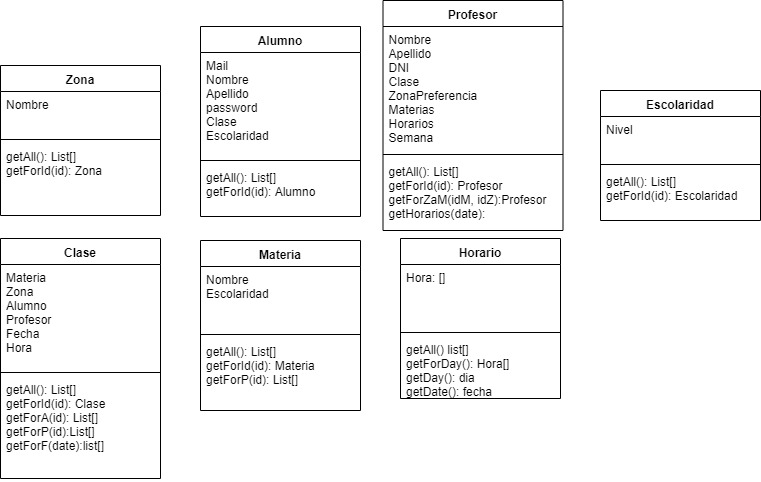 Zona
Nombre
getAll(): List[]
getForId(id): Zona
Alumno
Mail
Nombre
Apellido
password
Clase
Escolaridad
getAll(): List[]
getForId(id): Alumno
Profesor
Nombre
Apellido
DNI
Clase
ZonaPreferencia
Materias
Horarios
Semana
getAll(): List[]
getForId(id): Profesor
getForZaM(idM, idZ):Profesor
getHorarios(date):
Escolaridad
Nivel
getAll(): List[]
getForId(id): Escolaridad
Clase
Materia
Zona
Alumno
Profesor
Fecha
Hora
getAll(): List[]
getForId(id): Clase
getForA(id): List[]
getForP(id):List[]
getForF(date):list[]
Materia
Nombre
Escolaridad
getAll(): List[]
getForId(id): Materia
getForP(id): List[]
Horario
Hora: []
getAll() list[]
getForDay(): Hora[]
getDay(): dia
getDate(): fecha